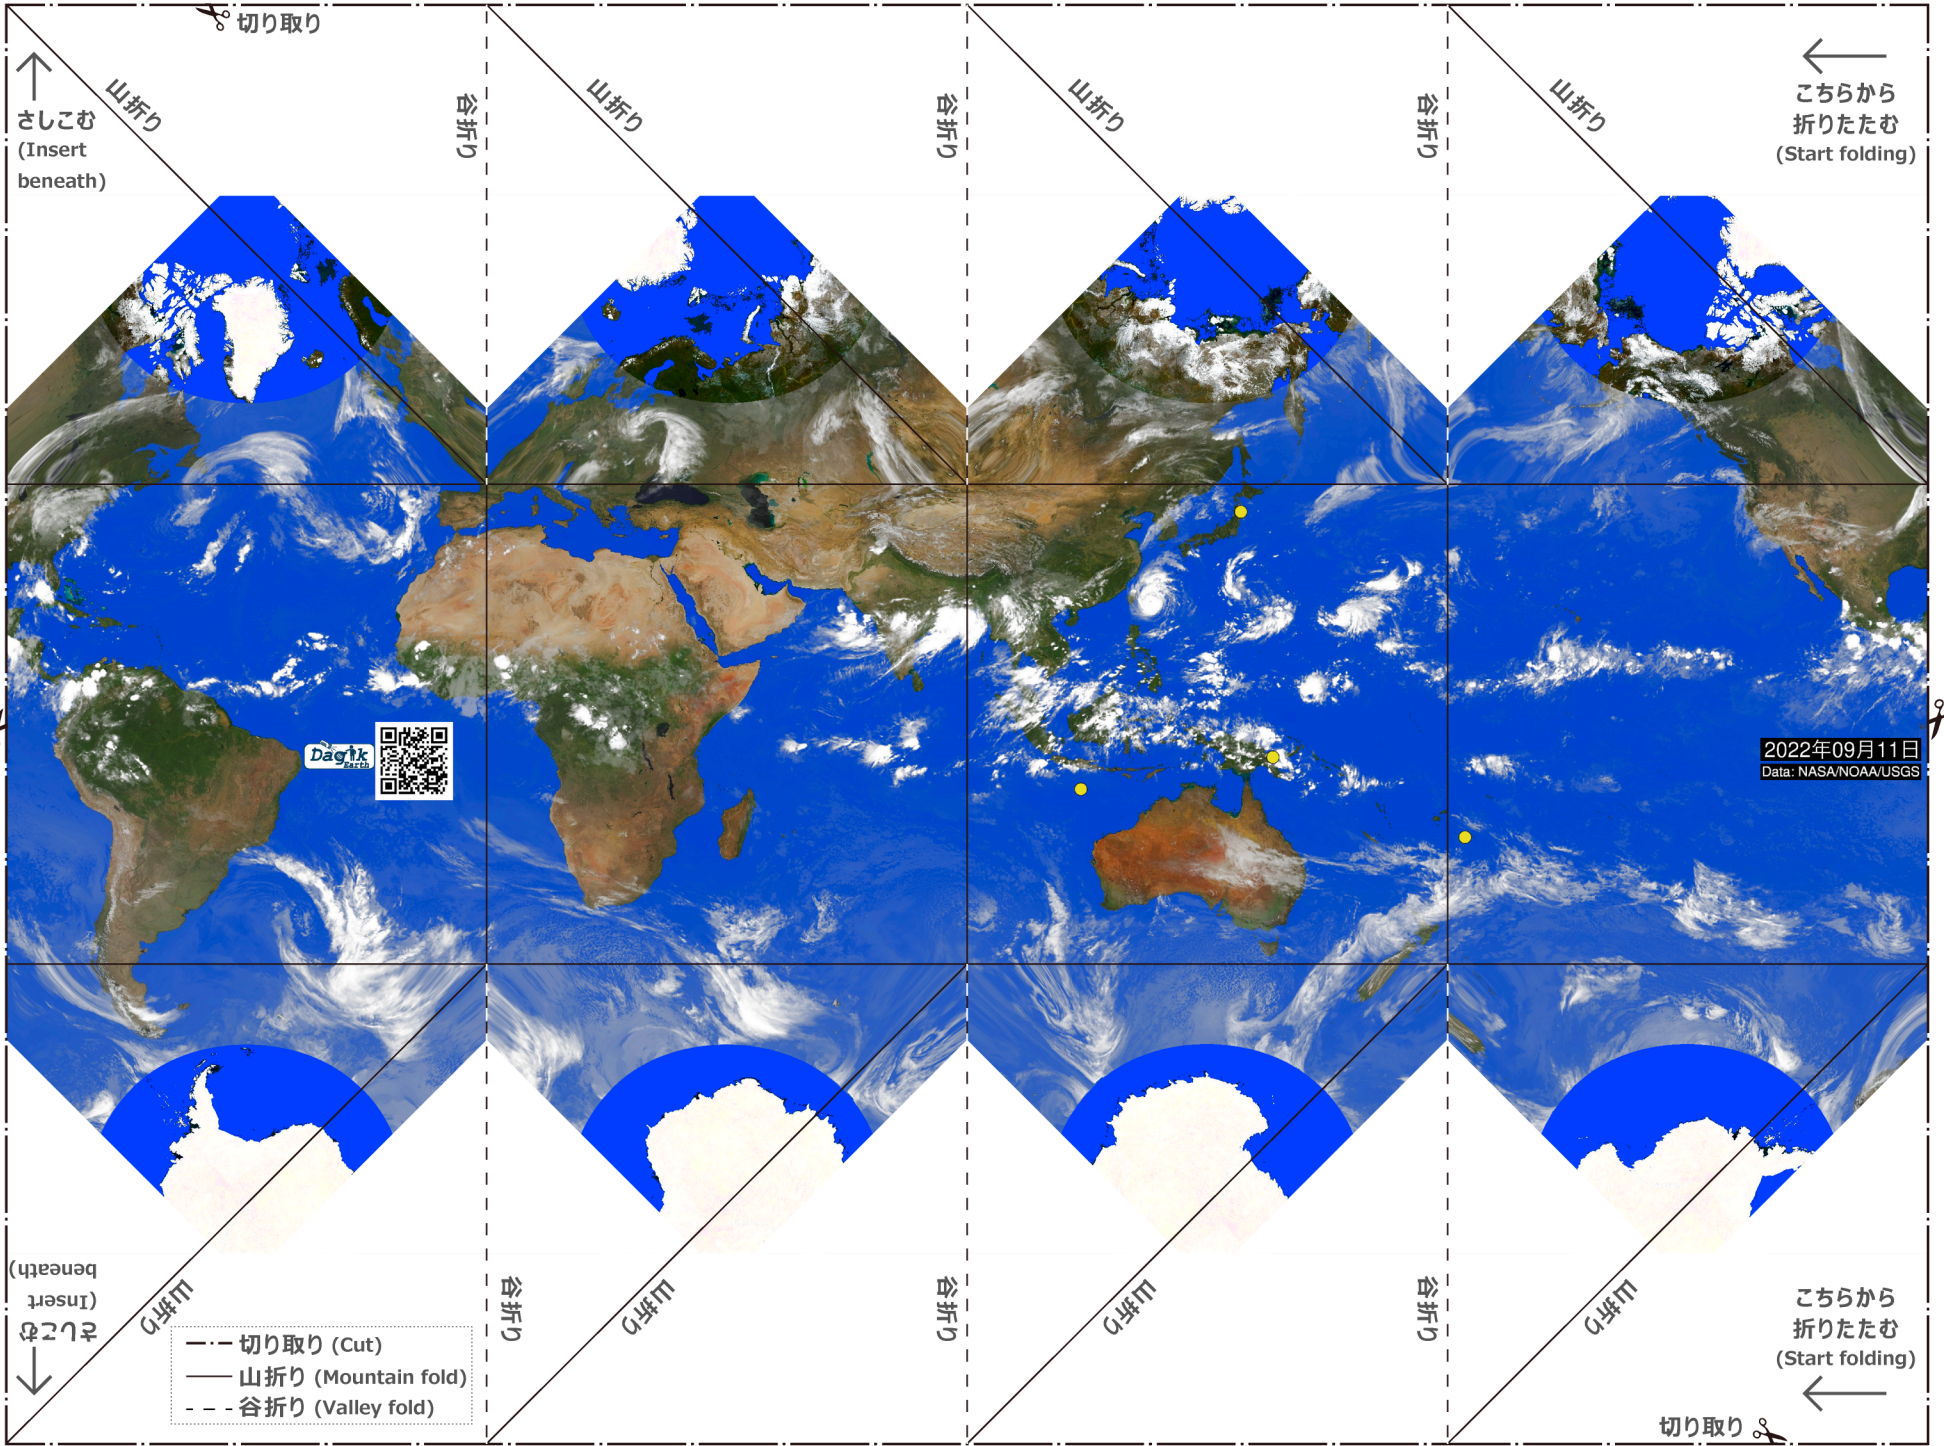 切り取り
山折り
谷折り
山折り
谷折り
山折り
谷折り
山折り
こちらから
折りたたむ
(Start folding)
さしこむ
(Insert
beneath)
Dagik
Earth
2022年09月11日
Data: NASA/NOAA/USGS
さしこむ
(Insert
beneath)
山折り
谷折り
山折り
谷折り
山折り
谷折り
山折り
こちらから
折りたたむ
(Start folding)
切り取り (Cut)
山折り (Mountain fold)
谷折り (Valley fold)
切り取り